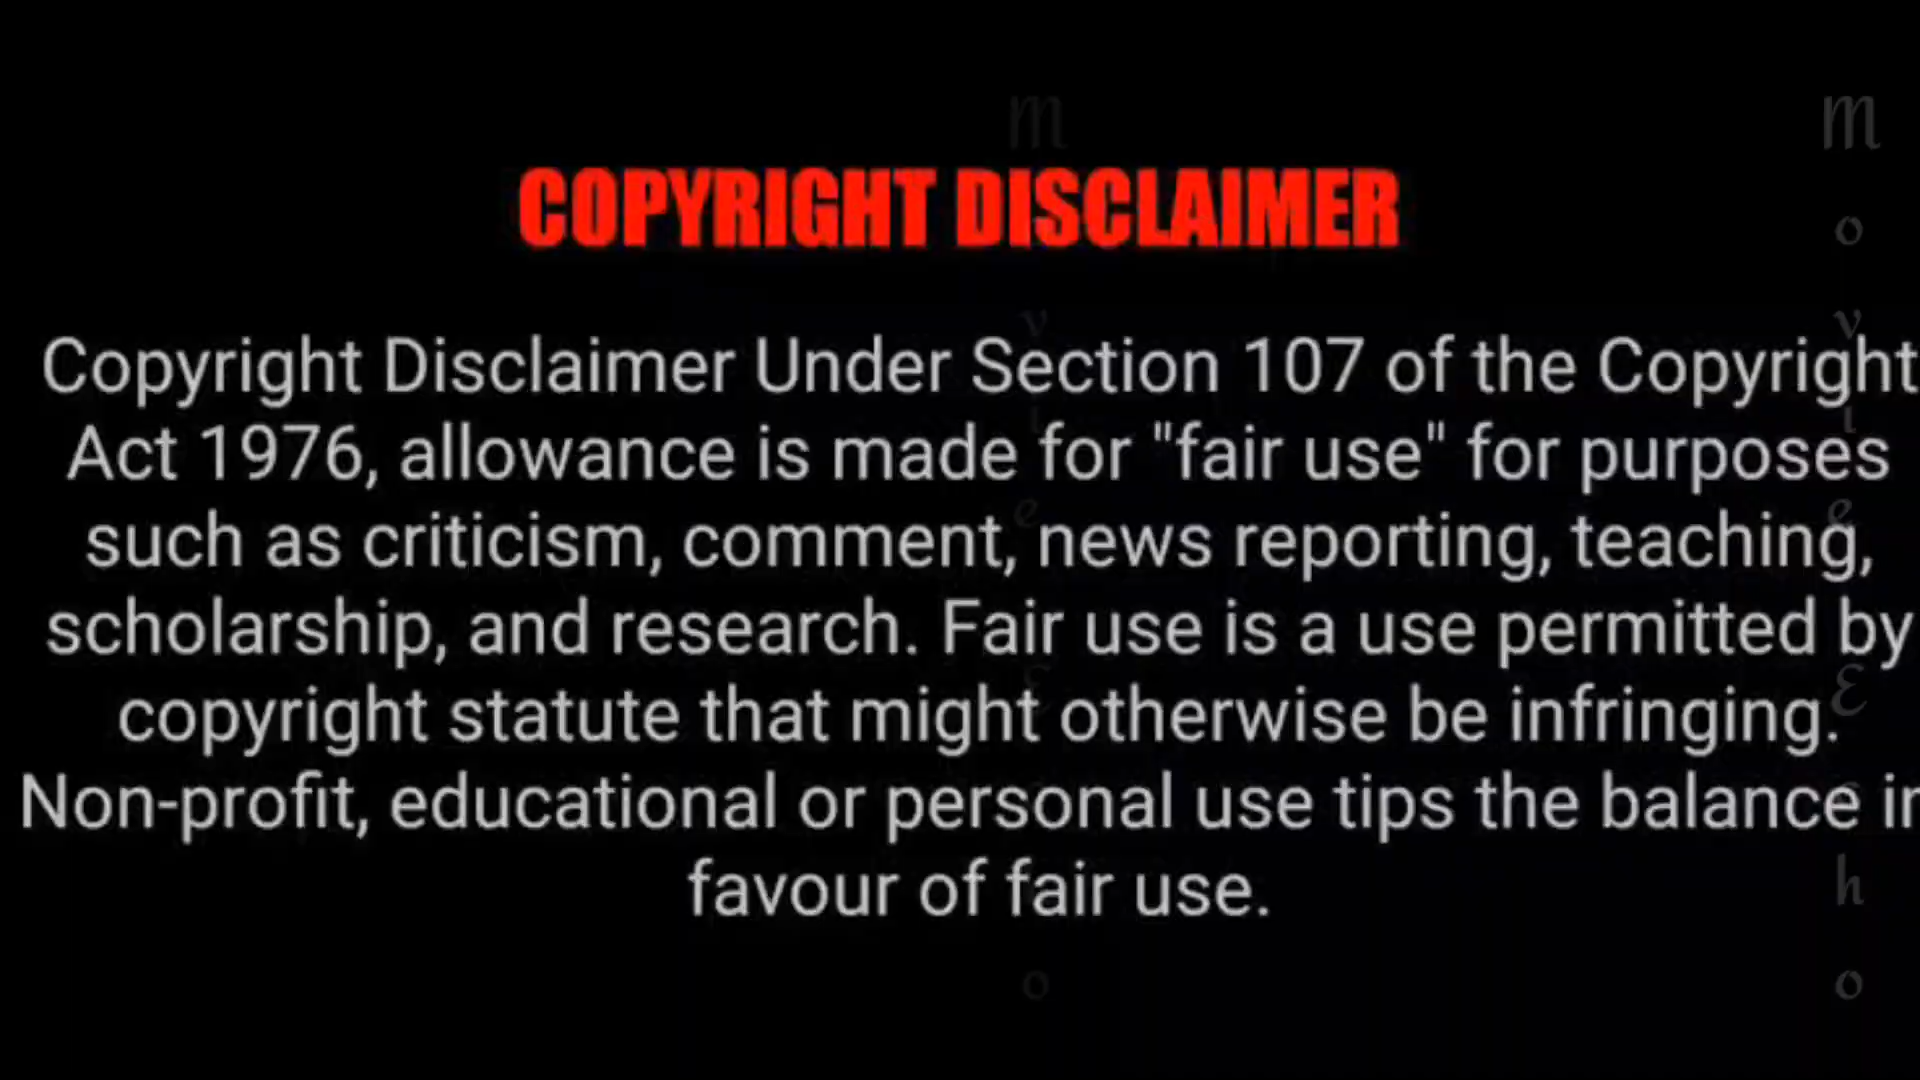 COPYRIGHT DISCLAIMER
Copyright Disclaimer Under Section 107 of the Copyright
Act 1976, allowance is made for "fair use" for purposes
such as criticism, comment, news reporting, teaching,
scholarship, and research. Fair use is a use permitted by
copyright statute that might otherwise be infringing.
Non-profit, educational or personal use tips the balance in
favour of fair use.